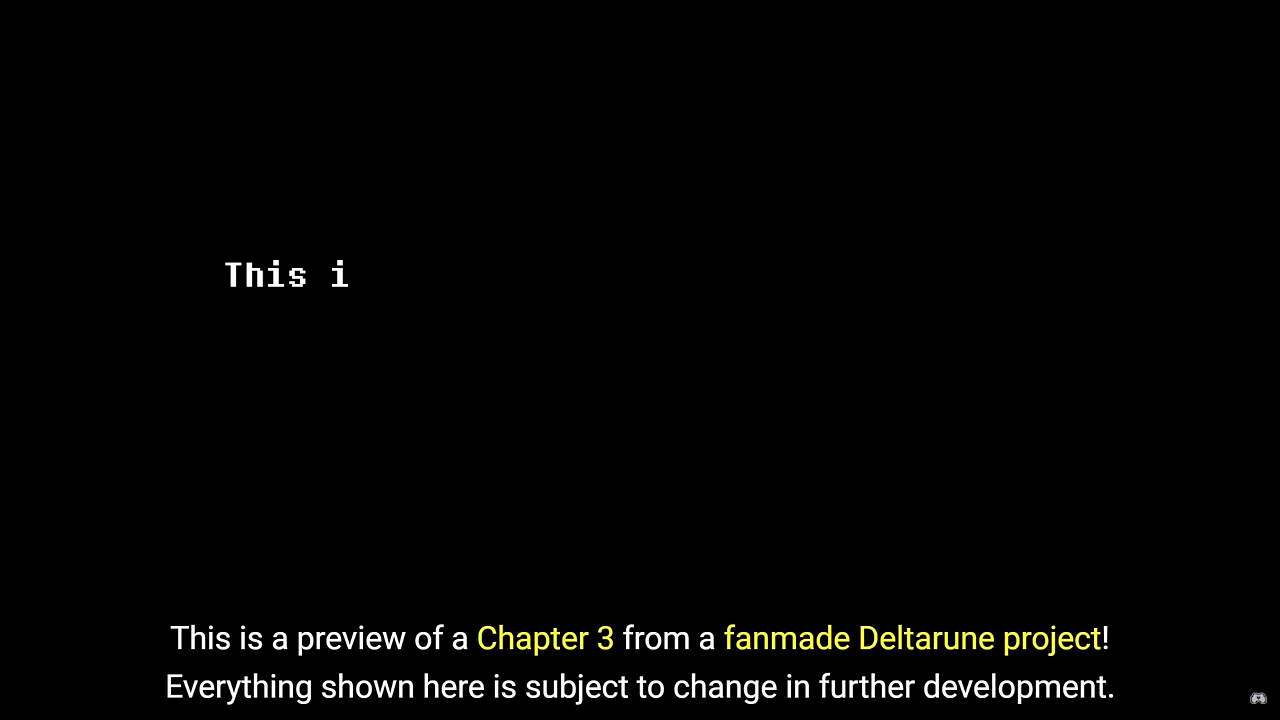 This i
This is a preview of a Chapter 3 from a fanmade Deltarune project!
Everything shown here is subject to change in further development.